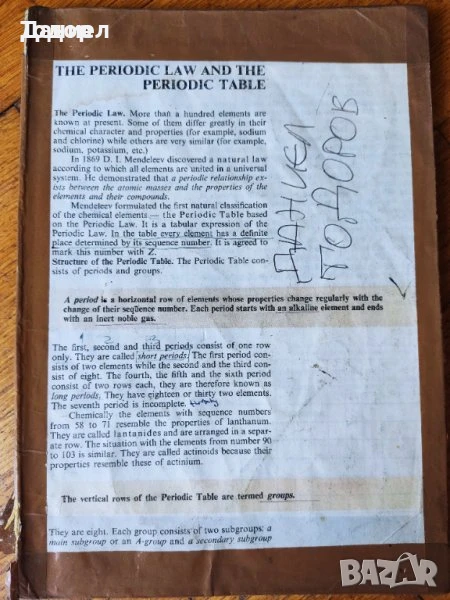 THE PERIODIC LAW AND THE
PERIODIC TABLE
The Periodic Law. More than a hundred elements are
known at present. Some of them differ greatly in their
chemical character and properties (for example, sodium
and chlorine) while others are very similar (for example,
sodium, potassium, etc.)
In 1869 D. I. Mendeleev discovered a natural law
according to which all elements are united in a universal
system. He demonstrated that a periodic relationship ex-
ists between the atomic masses and the properties of the
elements and their compounds.
Mendeleev formulated the first natural classification
of the chemical elements — the Periodic Table based
on the Periodic Law. It is a tabular expression of the
Periodic Law. In the table every element has a definite
place determined by its sequence number. It is agreed to
mark this number with Z.
Structure of the Periodic Table. The Periodic Table con-
sists of periods and groups.
ДАНИЕЛ
ТОДОРОВ
A period is a horizontal row of elements whose properties change regularly with the
change of their sequence number. Each period starts with an alkaline element and ends
with an inert noble gas.
The first, second and third periods consist of one row
only. They are called short periods. The first period con-
sists of two elements while the second and the third con-
sist of eight. The fourth, the fifth and the sixth period
consist of two rows each, they are therefore known as
long periods. They have eighteen or thirty two elements.
The seventh period is incomplete.
Chemically the elements with sequence numbers
from 58 to 71 resemble the properties of lanthanum.
They are called lantanides and are arranged in a separ-
ate row. The situation with the elements from number 90
to 103 is similar. They are called actinoids because their
properties resemble these of actinium.
The vertical rows of the Periodic Table are termed groups.
They are eight. Each group consists of two subgroups: a
main subgroup or an A-group and a secondary subgroup
BAZAR